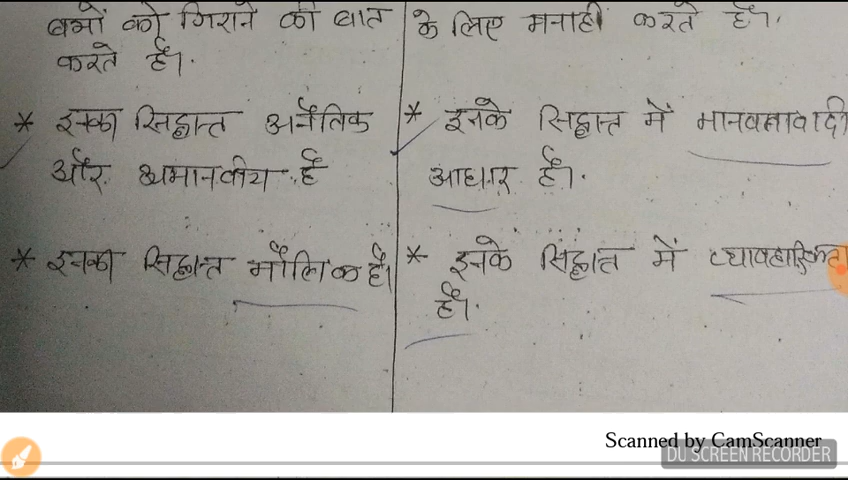 बमों को गिराने की बात
करते हैं।
* इनका सिद्धान्त अनैतिक
और अमानवीय है
* इनका सिद्धान्त मौलिक है।
के लिए मनाही करते हैं।
* इनके सिद्धान्त में मानवतावादी
आधार है।
* इनके सिद्धांत में व्यावहारिकता
है।
Scanned by CamScanner
DU SCREEN RECORDER